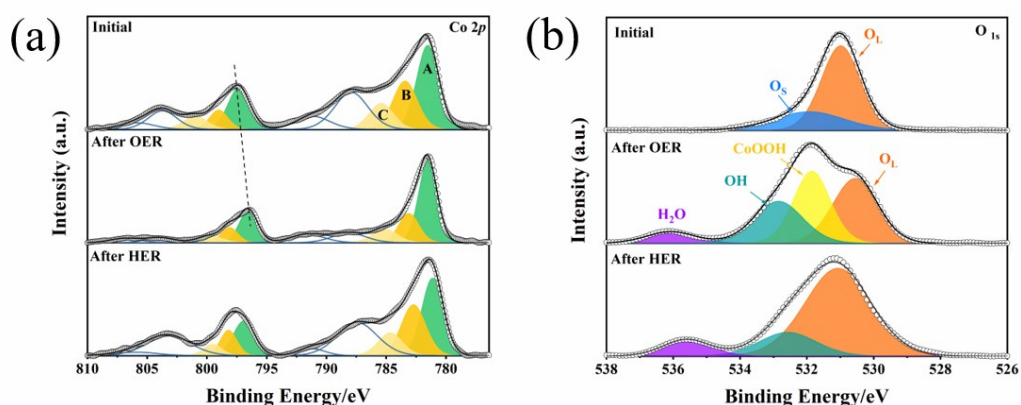 (a)
Initial
Co 2p
A
B
C
After OER
After HER
Intensity (a.u.)
810 805 800 795 790 785 780
Binding Energy/eV
(b)
Initial
O 1s
OL
OS
After OER
CoOOH
OL
OH
H2O
After HER
Intensity (a.u.)
538 536 534 532 530 528 526
Binding Energy/eV